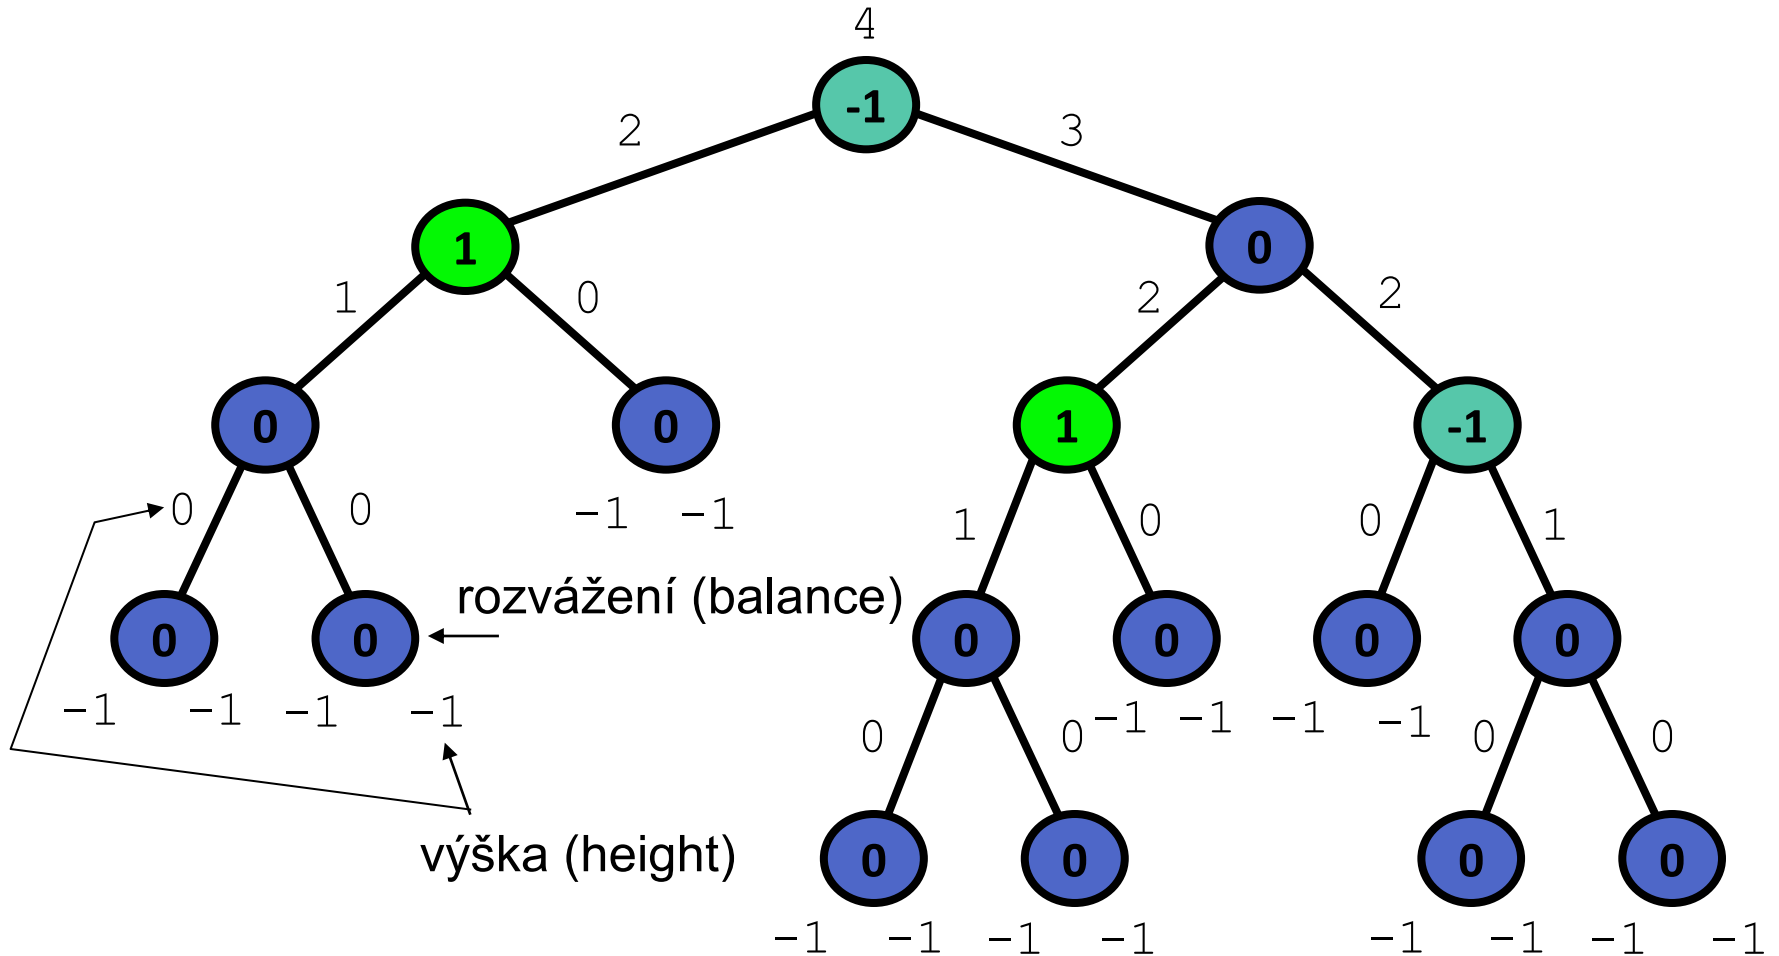 4
-1
2 3
1 0
1 0 2 2
0 0 1 -1
0 0 -1 -1 1 0 0 1
rozvážení (balance)
0 0 0 0 0 0
-1 -1 -1 -1 -1 -1 -1 -1
0 0 0 0
výška (height)
0 0 0 0
-1 -1 -1 -1 -1 -1 -1 -1